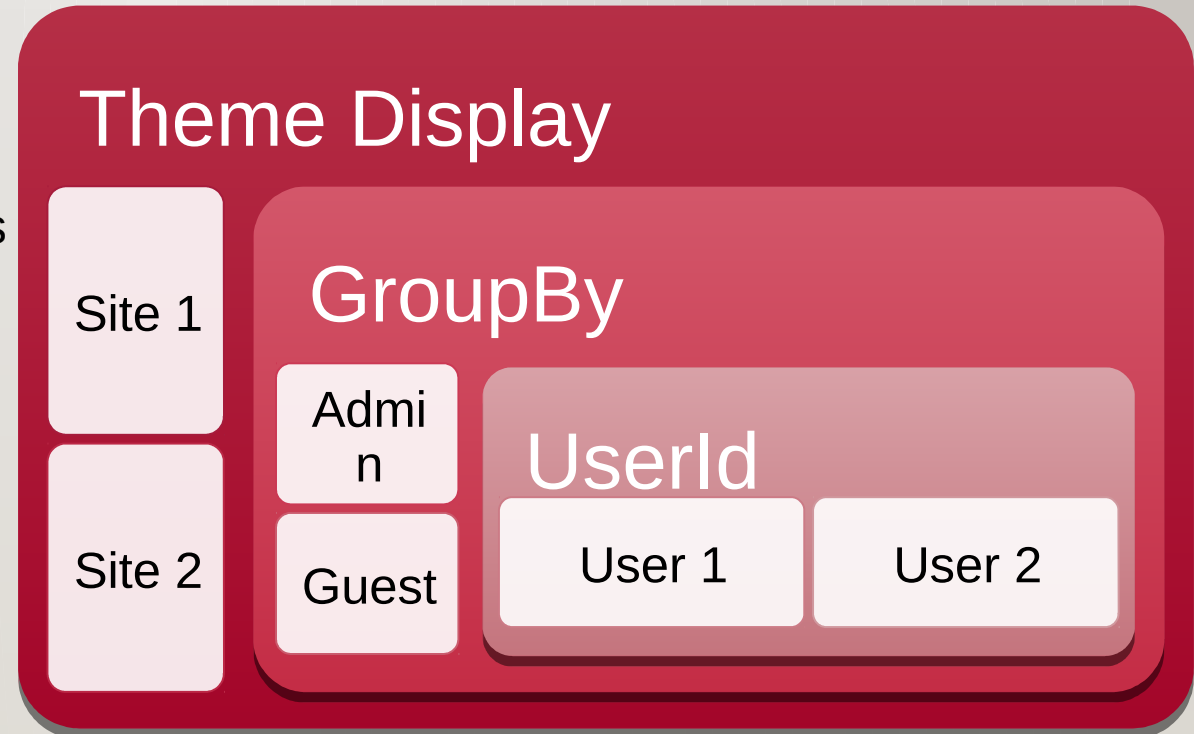 Theme Display
s
Site 1
GroupBy
Admi
n
UserId
User 1
User 2
Guest
Site 2